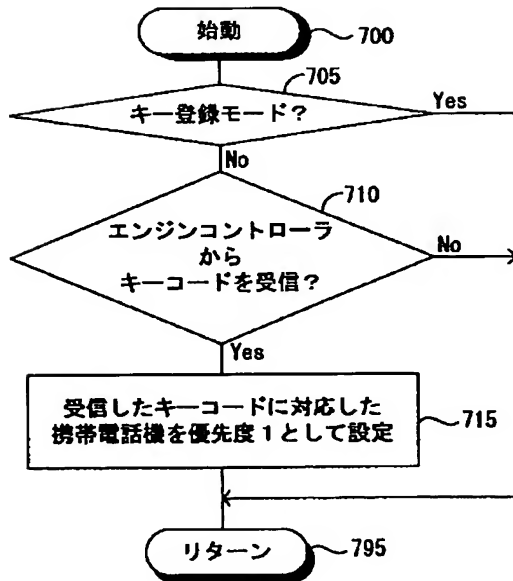 始動
700
705
キー登録モード？
Yes
No
710
エンジンコントローラ
から
キーコードを受信？
No
Yes
受信したキーコードに対応した
携帯電話機を優先度１として設定
715
リターン
795